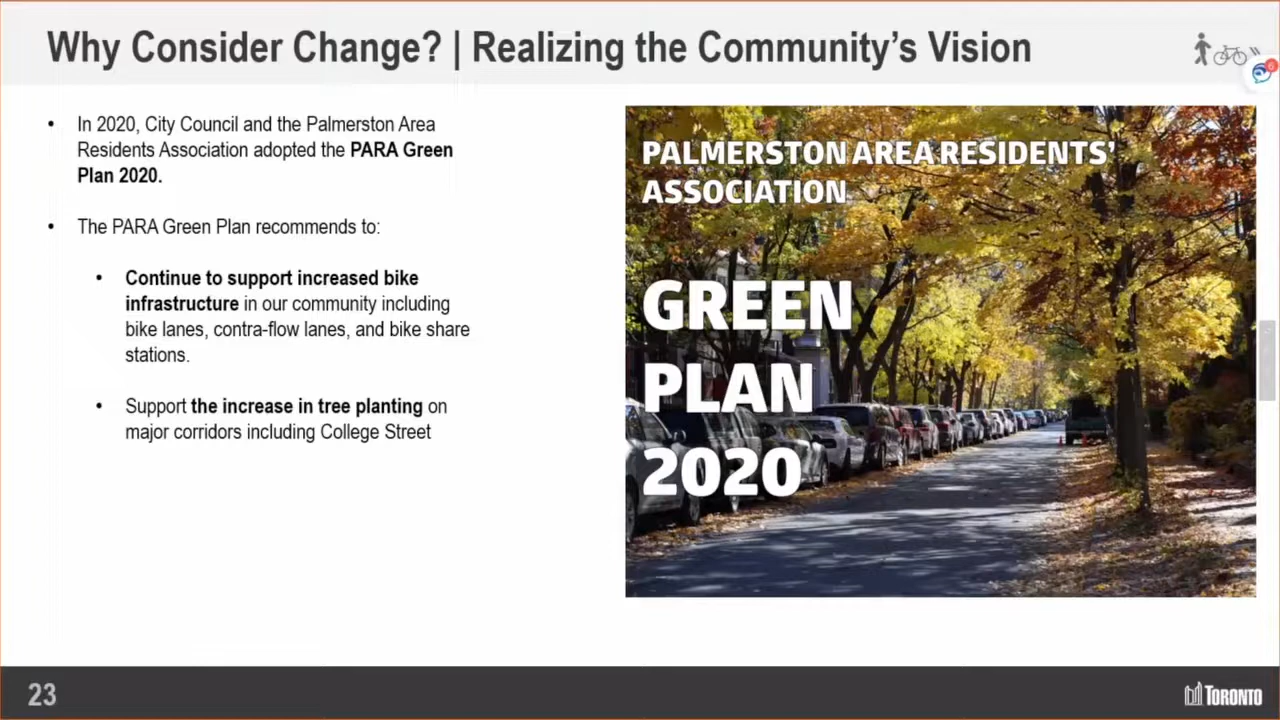 Why Consider Change? | Realizing the Community's Vision
6
• In 2020, City Council and the Palmerston Area
Residents Association adopted the PARA Green
Plan 2020.
• The PARA Green Plan recommends to:
• Continue to support increased bike
infrastructure in our community including
bike lanes, contra-flow lanes, and bike share
stations.
• Support the increase in tree planting on
major corridors including College Street
PALMERSTON AREA RESIDENTS'
ASSOCIATION
GREEN
PLAN
2020
23
TORONTO